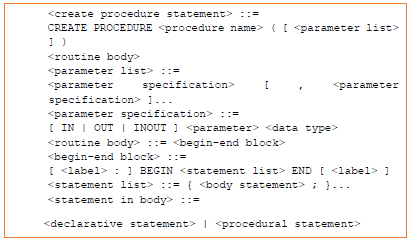 <create procedure statement> ::=
CREATE PROCEDURE <procedure name> ( [ <parameter list>
] )
<routine body>
<parameter list> ::=
<parameter specification> [ , <parameter
specification> ]...
<parameter specification> ::=
[ IN | OUT | INOUT ] <parameter> <data type>
<routine body> ::= <begin-end block>
<begin-end block> ::=
[ <label> : ] BEGIN <statement list> END [ <label> ]
<statement list> ::= { <body statement> ; }...
<statement in body> ::=
<declarative statement> | <procedural statement>